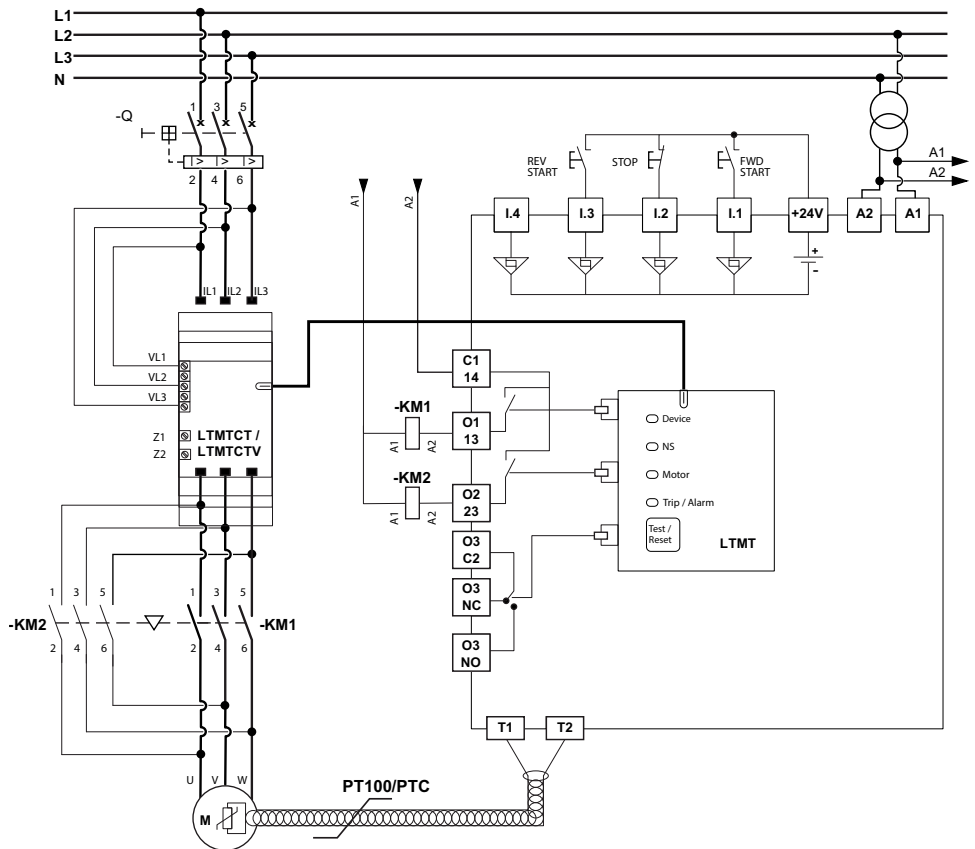 L1
L2
L3
N
-Q
1 3 5
I> I> I>
2 4 6
A1
A2
REV START
STOP
FWD START
A1
A2
I.4 I.3 I.2 I.1 +24V A2 A1
+
-
IL1 IL2 IL3
VL1
VL2
VL3
Z1
Z2
LTMTCT /
LTMTCTV
C1
14
-KM1
A1 A2
O1
13
-KM2
A1 A2
O2
23
O3
C2
O3
NC
O3
NO
Device
NS
Motor
Trip / Alarm
Test /
Reset
LTMT
1 3 5
1 3 5
-KM2
-KM1
2 4 6
2 4 6
T1 T2
U V W
M
PT100/PTC